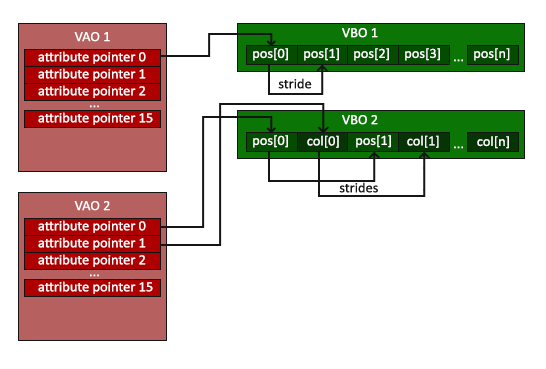 VAO 1
attribute pointer 0
attribute pointer 1
attribute pointer 2
...
attribute pointer 15
VBO 1
pos[0] pos[1] pos[2] pos[3] ... pos[n]
stride
VBO 2
pos[0] col[0] pos[1] col[1] ... col[n]
strides
VAO 2
attribute pointer 0
attribute pointer 1
attribute pointer 2
...
attribute pointer 15